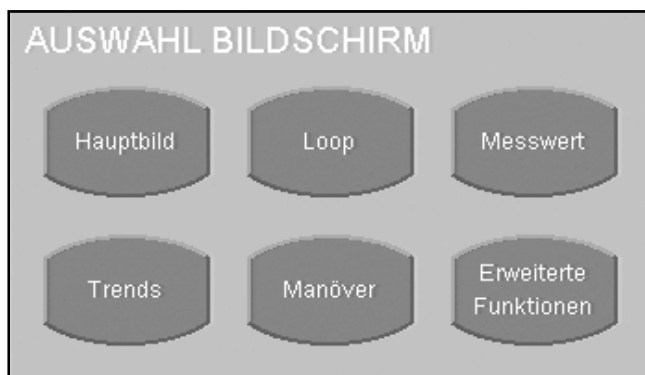 AUSWAHL BILDSCHIRM
Hauptbild
Loop
Messwert
Trends
Manöver
Erweiterte
Funktionen